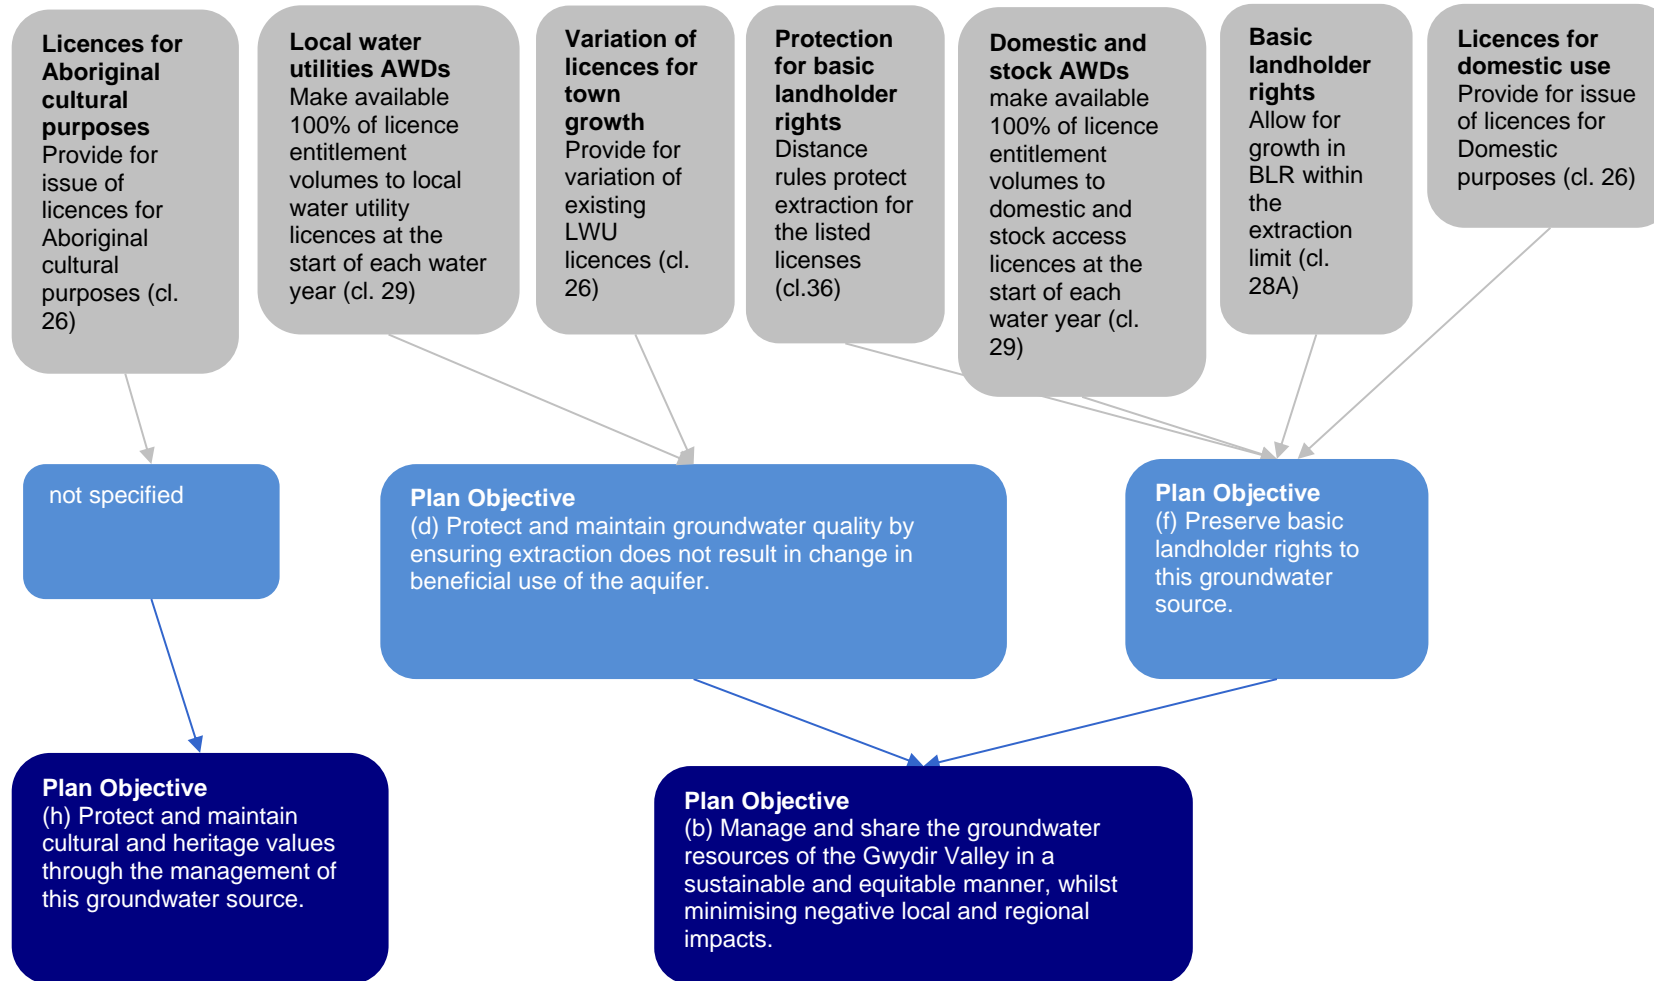 Licences for
Aboriginal
cultural
purposes
Provide for
issue of
licences for
Aboriginal
cultural
purposes (cl.
26)
Local water
utilities AWDs
Make available
100% of licence
entitlement
volumes to local
water utility
licences at the
start of each water
year (cl. 29)
Variation of
licences for
town
growth
Provide for
variation of
existing
LWU
licences (cl.
26)
Protection
for basic
landholder
rights
Distance
rules protect
extraction for
the listed
licenses
(cl.36)
Domestic and
stock AWDs
make available
100% of licence
entitlement
volumes to
domestic and
stock access
licences at the
start of each
water year (cl.
29)
Basic
landholder
rights
Allow for
growth in
BLR within
the
extraction
limit (cl.
28A)
Licences for
domestic use
Provide for issue
of licences for
Domestic
purposes (cl. 26)
not specified
Plan Objective
(d) Protect and maintain groundwater quality by
ensuring extraction does not result in change in
beneficial use of the aquifer.
Plan Objective
(f) Preserve basic
landholder rights to
this groundwater
source.
Plan Objective
(h) Protect and maintain
cultural and heritage values
through the management of
this groundwater source.
Plan Objective
(b) Manage and share the groundwater
resources of the Gwydir Valley in a
sustainable and equitable manner, whilst
minimising negative local and regional
impacts.